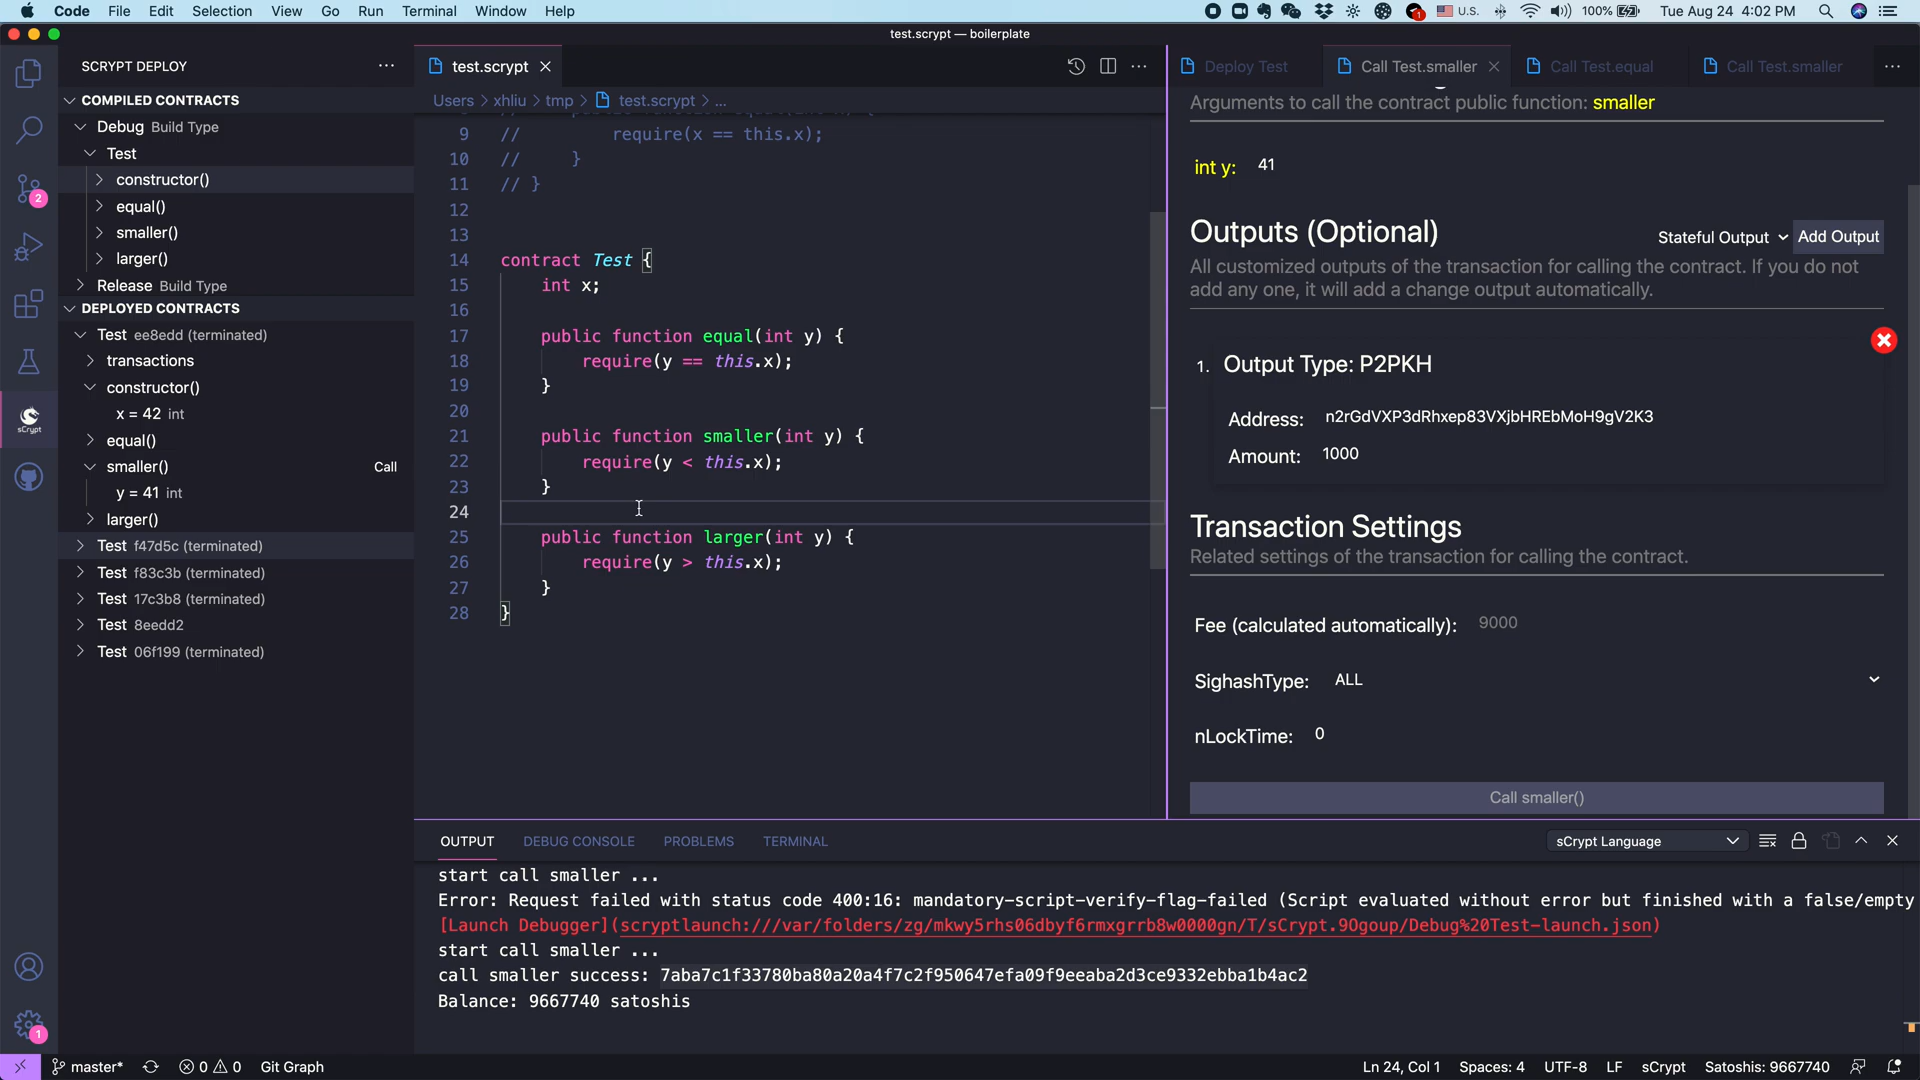 Code File Edit Selection View Go Run Terminal Window Help
1 U.S. 100% Tue Aug 24 4:02 PM
test.scrypt — boilerplate
SCRYPT DEPLOY
COMPILED CONTRACTS
Debug Build Type
Test
constructor()
equal()
smaller()
larger()
Release Build Type
DEPLOYED CONTRACTS
Test ee8edd (terminated)
transactions
constructor()
x = 42 int
equal()
smaller() Call
y = 41 int
larger()
Test f47d5c (terminated)
Test f83c3b (terminated)
Test 17c3b8 (terminated)
Test 8eedd2
Test 06f199 (terminated)
2
sCrypt
1
test.scrypt
Users > xhliu > tmp > test.scrypt > ...
9 // require(x == this.x);
10 // }
11 // }
12
13
14 contract Test {
15 int x;
16
17 public function equal(int y) {
18 require(y == this.x);
19 }
20
21 public function smaller(int y) {
22 require(y < this.x);
23 }
24
25 public function larger(int y) {
26 require(y > this.x);
27 }
28 }
Deploy Test Call Test.smaller Call Test.equal Call Test.smaller
Arguments to call the contract public function: smaller
int y: 41
Outputs (Optional) Stateful Output Add Output
All customized outputs of the transaction for calling the contract. If you do not
add any one, it will add a change output automatically.
1. Output Type: P2PKH
Address: n2rGdVXP3dRhxep83VXjbHREbMoH9gV2K3
Amount: 1000
Transaction Settings
Related settings of the transaction for calling the contract.
Fee (calculated automatically): 9000
SighashType: ALL
nLockTime: 0
Call smaller()
OUTPUT DEBUG CONSOLE PROBLEMS TERMINAL sCrypt Language
start call smaller ...
Error: Request failed with status code 400:16: mandatory-script-verify-flag-failed (Script evaluated without error but finished with a false/empty
[Launch Debugger](scryptlaunch:///var/folders/zg/mkwy5rhs06dbyf6rmxgrrb8w0000gn/T/sCrypt.9Ogoup/Debug%20Test-launch.json)
start call smaller ...
call smaller success: 7aba7c1f33780ba80a20a4f7c2f950647efa09f9eeaba2d3ce9332ebba1b4ac2
Balance: 9667740 satoshis
master* 0 0 Git Graph Ln 24, Col 1 Spaces: 4 UTF-8 LF sCrypt Satoshis: 9667740